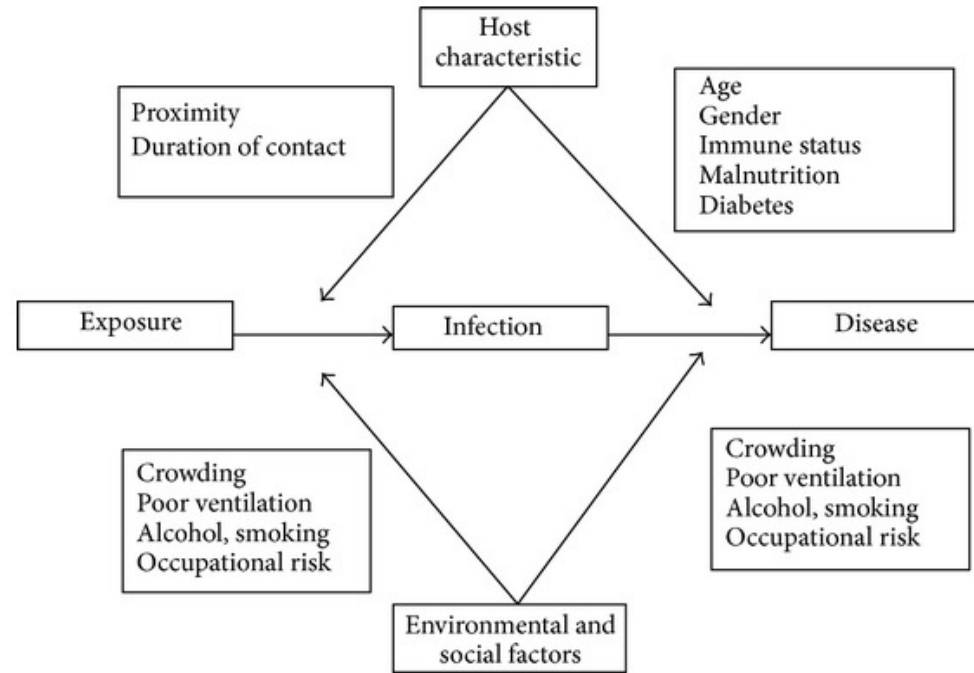 Host
characteristic
Proximity
Duration of contact
Age
Gender
Immune status
Malnutrition
Diabetes
Exposure
Infection
Disease
Crowding
Poor ventilation
Alcohol, smoking
Occupational risk
Crowding
Poor ventilation
Alcohol, smoking
Occupational risk
Environmental and
social factors